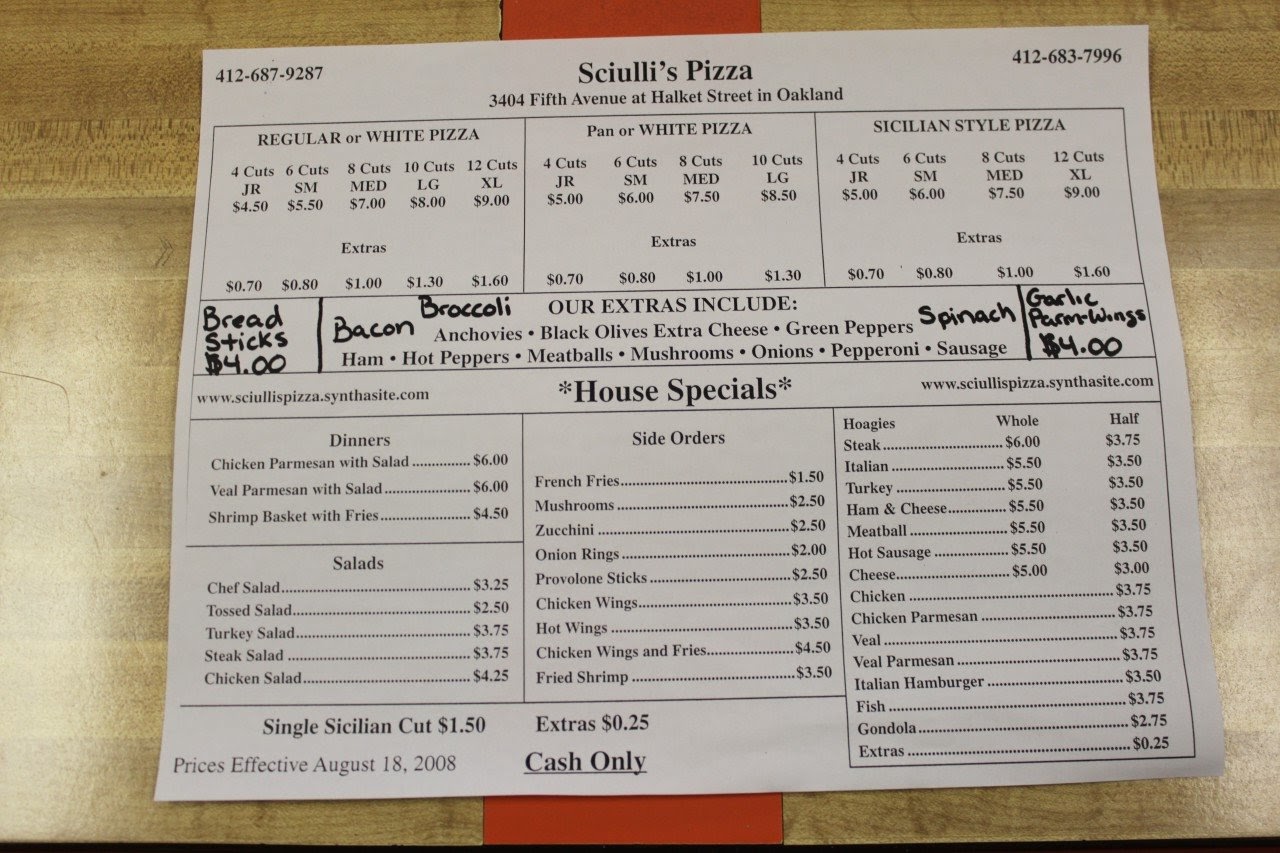 412-687-9287
Sciulli's Pizza
412-683-7996
3404 Fifth Avenue at Halket Street in Oakland
REGULAR or WHITE PIZZA
4 Cuts 6 Cuts 8 Cuts 10 Cuts 12 Cuts
JR SM MED LG XL
$4.50 $5.50 $7.00 $8.00 $9.00
Extras
$0.70 $0.80 $1.00 $1.30 $1.60
Pan or WHITE PIZZA
4 Cuts 6 Cuts 8 Cuts 10 Cuts
JR SM MED LG
$5.00 $6.00 $7.50 $8.50
Extras
$0.70 $0.80 $1.00 $1.30
SICILIAN STYLE PIZZA
4 Cuts 6 Cuts 8 Cuts 12 Cuts
JR SM MED XL
$5.00 $6.00 $7.50 $9.00
Extras
$0.70 $0.80 $1.00 $1.60
Bread
Sticks
$4.00
Broccoli OUR EXTRAS INCLUDE:
Bacon Anchovies • Black Olives Extra Cheese • Green Peppers Spinach
Ham • Hot Peppers • Meatballs • Mushrooms • Onions • Pepperoni • Sausage
Garlic
Parm-Wings
$4.00
www.sciullispizza.synthasite.com
*House Specials*
www.sciullispizza.synthasite.com
Dinners
Chicken Parmesan with Salad .............. $6.00
Veal Parmesan with Salad .................... $6.00
Shrimp Basket with Fries ..................... $4.50
Salads
Chef Salad ............................................. $3.25
Tossed Salad .......................................... $2.50
Turkey Salad ......................................... $3.75
Steak Salad ........................................... $3.75
Chicken Salad ........................................ $4.25
Side Orders
French Fries ........................................ $1.50
Mushrooms ......................................... $2.50
Zucchini .............................................. $2.50
Onion Rings ........................................ $2.00
Provolone Sticks .................................. $2.50
Chicken Wings .................................... $3.50
Hot Wings ........................................... $3.50
Chicken Wings and Fries ..................... $4.50
Fried Shrimp ....................................... $3.50
Hoagies Whole Half
Steak ............................. $6.00 $3.75
Italian ........................... $5.50 $3.50
Turkey .......................... $5.50 $3.50
Ham & Cheese .............. $5.50 $3.50
Meatball ........................ $5.50 $3.50
Hot Sausage .................. $5.50 $3.50
Cheese ........................... $5.00 $3.00
Chicken .................................................. $3.75
Chicken Parmesan .................................. $3.75
Veal ........................................................ $3.75
Veal Parmesan ........................................ $3.75
Italian Hamburger .................................. $3.50
Fish ........................................................ $3.75
Gondola .................................................. $2.75
Extras ..................................................... $0.25
Single Sicilian Cut $1.50 Extras $0.25
Prices Effective August 18, 2008 Cash Only